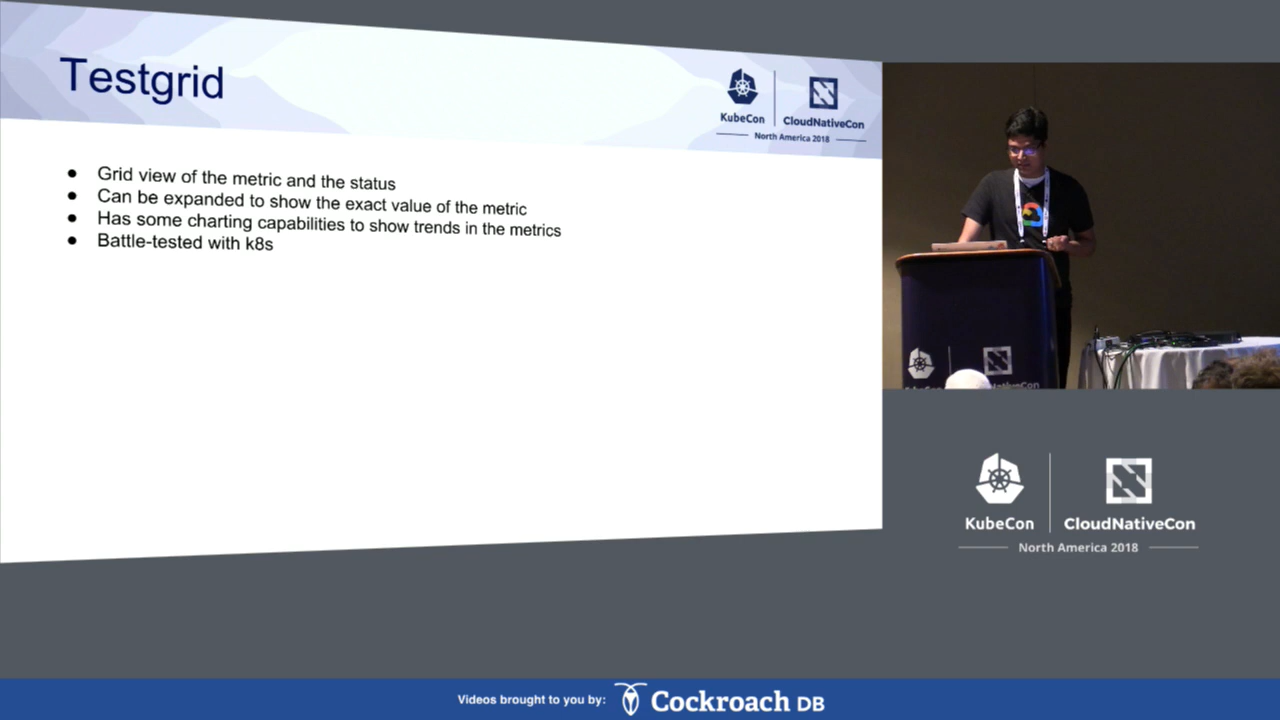 Testgrid
KubeCon
CloudNativeCon
North America 2018
Grid view of the metric and the status
Can be expanded to show the exact value of the metric
Has some charting capabilities to show trends in the metrics
Battle-tested with k8s
KubeCon
CloudNativeCon
North America 2018
Videos brought to you by:
Cockroach DB